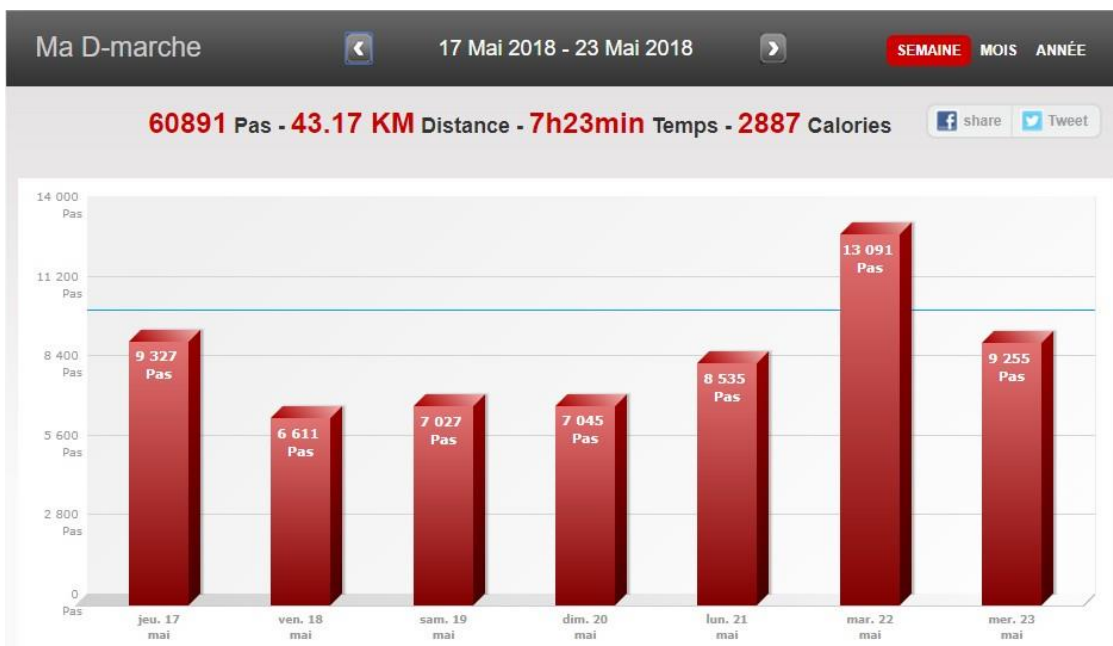 Ma D-marche
17 Mai 2018 - 23 Mai 2018
SEMAINE MOIS ANNÉE
60891 Pas - 43.17 KM Distance - 7h23min Temps - 2887 Calories
share
Tweet
14 000
Pas
11 200
Pas
8 400
Pas
5 600
Pas
2 800
Pas
0
Pas
9 327
Pas
6 611
Pas
7 027
Pas
7 045
Pas
8 535
Pas
13 091
Pas
9 255
Pas
jeu. 17
mai
ven. 18
mai
sam. 19
mai
dim. 20
mai
lun. 21
mai
mar. 22
mai
mer. 23
mai